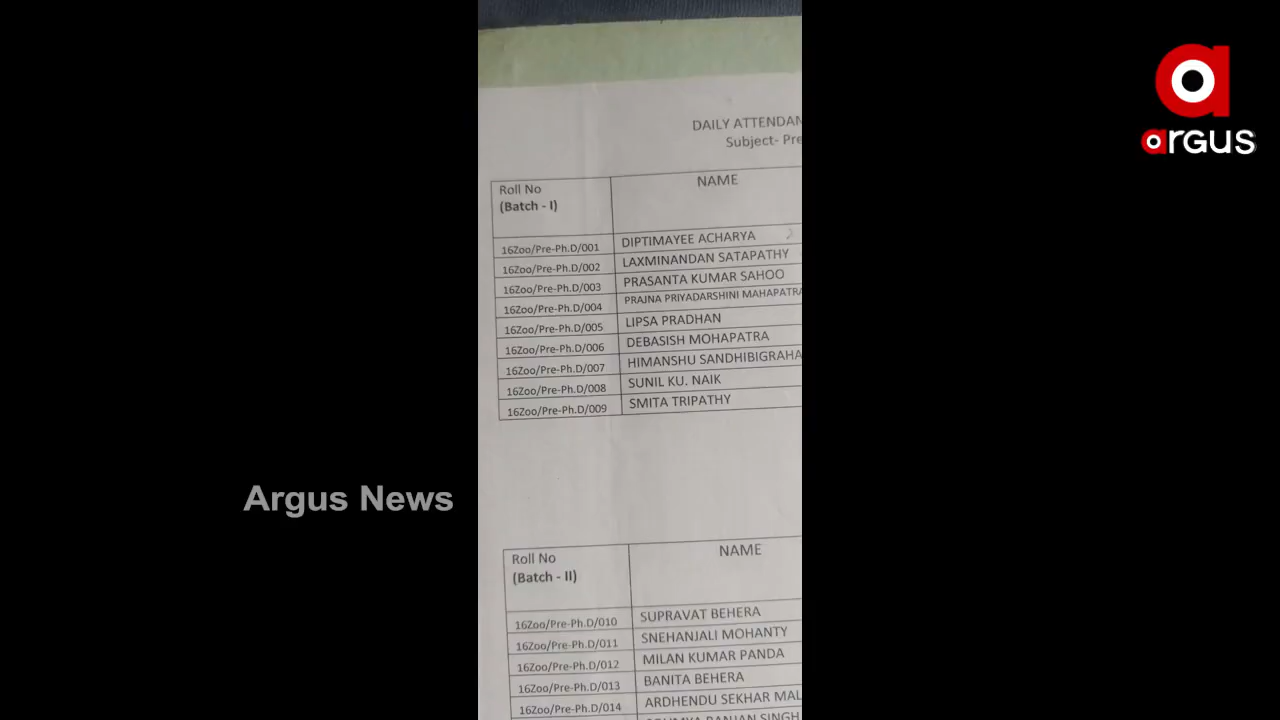 argus
DAILY ATTENDAN
Subject- Pre
Roll No
(Batch - I)
NAME
16Zoo/Pre-Ph.D/001 DIPTIMAYEE ACHARYA
16Zoo/Pre-Ph.D/002 LAXMINANDAN SATAPATHY
16Zoo/Pre-Ph.D/003 PRASANTA KUMAR SAHOO
16Zoo/Pre-Ph.D/004 PRAJNA PRIYADARSHINI MAHAPATRA
16Zoo/Pre-Ph.D/005 LIPSA PRADHAN
16Zoo/Pre-Ph.D/006 DEBASISH MOHAPATRA
16Zoo/Pre-Ph.D/007 HIMANSHU SANDHIBIGRAHA
16Zoo/Pre-Ph.D/008 SUNIL KU. NAIK
16Zoo/Pre-Ph.D/009 SMITA TRIPATHY
Argus News
Roll No
(Batch - II)
NAME
16Zoo/Pre-Ph.D/010 SUPRAVAT BEHERA
16Zoo/Pre-Ph.D/011 SNEHANJALI MOHANTY
16Zoo/Pre-Ph.D/012 MILAN KUMAR PANDA
16Zoo/Pre-Ph.D/013 BANITA BEHERA
16Zoo/Pre-Ph.D/014 ARDHENDU SEKHAR MAL
RANJAN SINGH